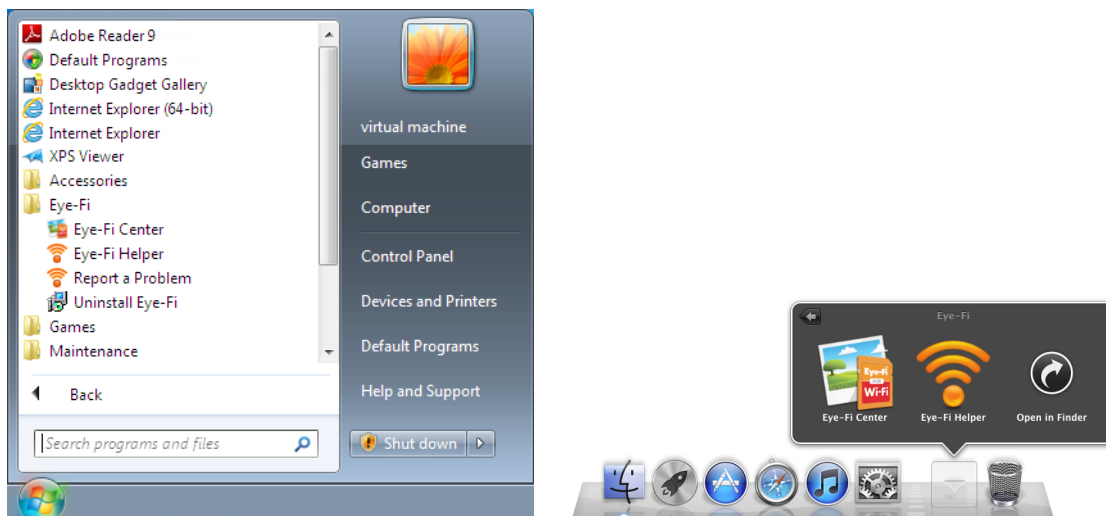 Adobe Reader 9
Default Programs
Desktop Gadget Gallery
Internet Explorer (64-bit)
Internet Explorer
XPS Viewer
Accessories
Eye-Fi
Eye-Fi Center
Eye-Fi Helper
Report a Problem
Uninstall Eye-Fi
Games
Maintenance
Back
Search programs and files
virtual machine
Games
Computer
Control Panel
Devices and Printers
Default Programs
Help and Support
Shut down
Eye-Fi
Eye-Fi
Wi-Fi
Eye-Fi Center
Eye-Fi Helper
Open in Finder